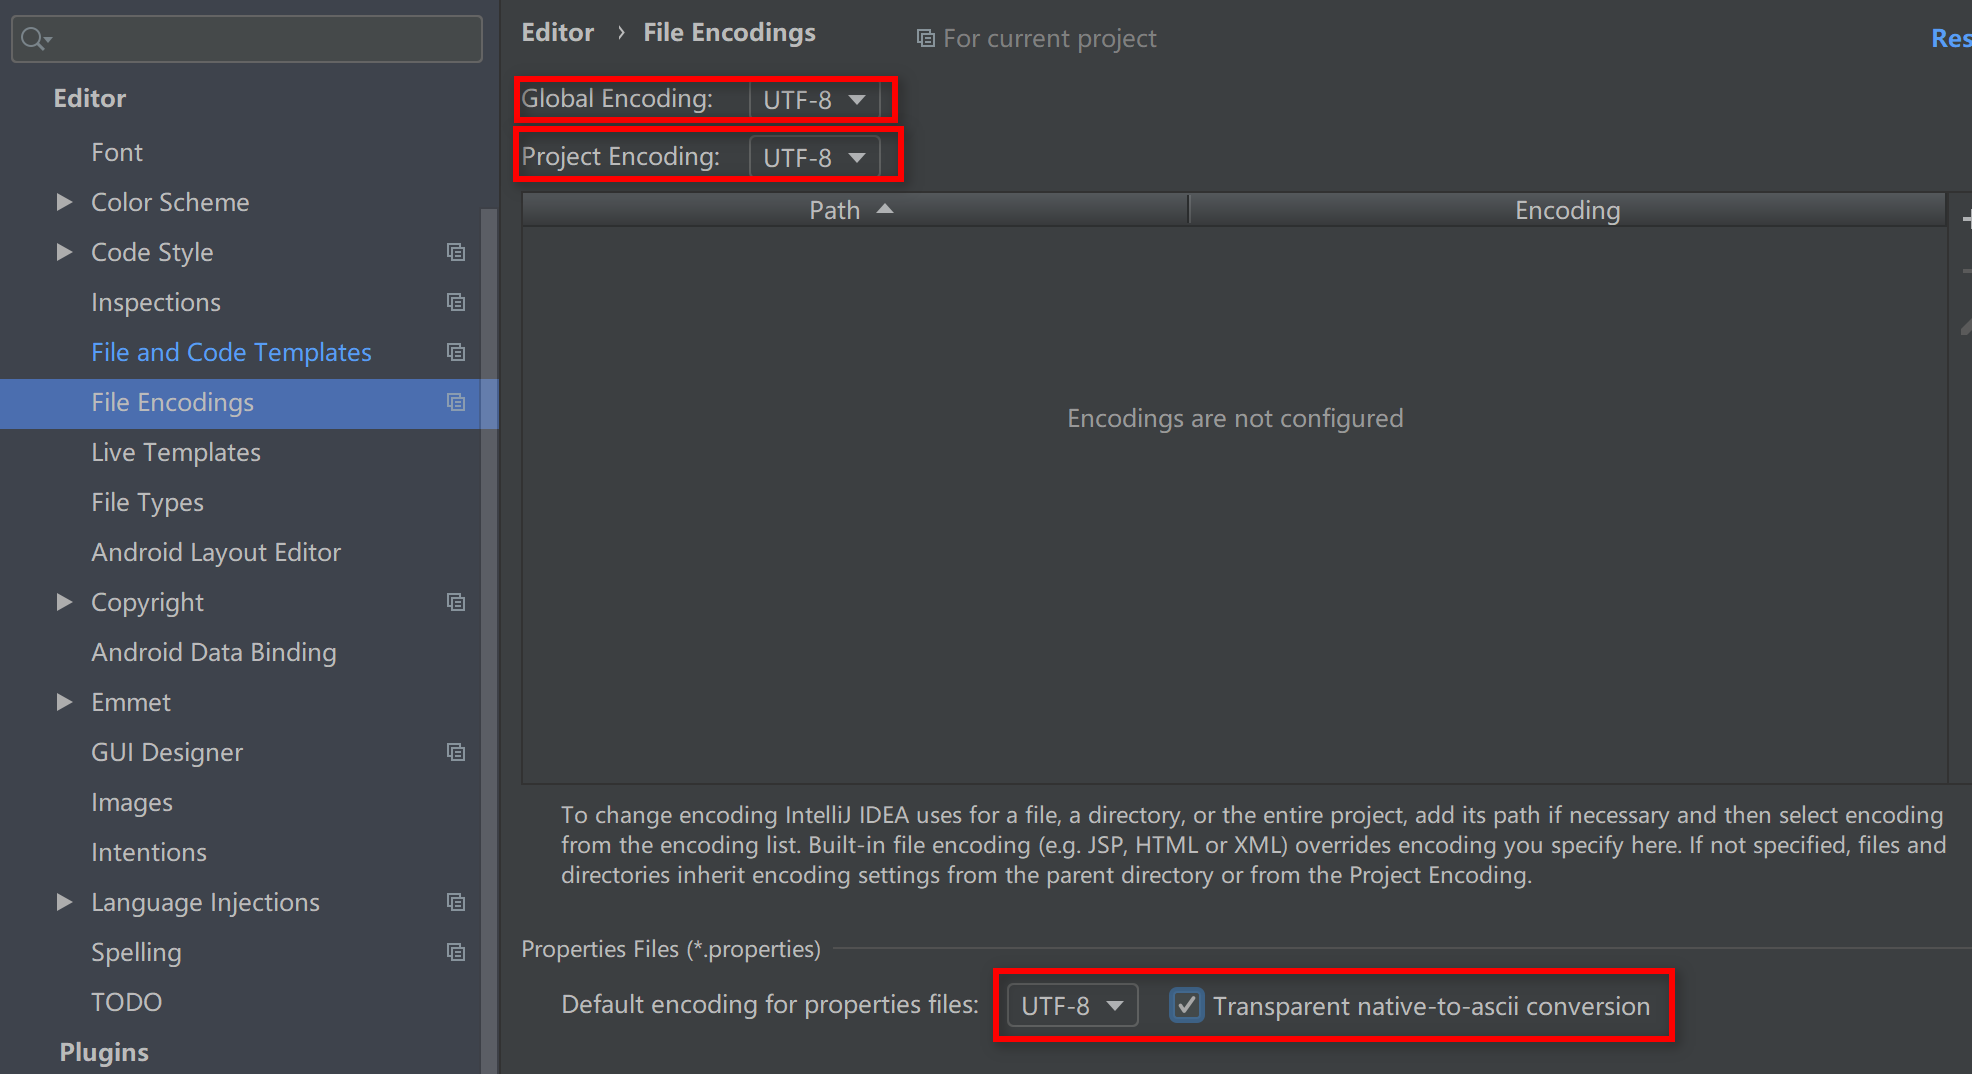 Editor
Font
Color Scheme
Code Style
Inspections
File and Code Templates
File Encodings
Live Templates
File Types
Android Layout Editor
Copyright
Android Data Binding
Emmet
GUI Designer
Images
Intentions
Language Injections
Spelling
TODO
Plugins
Editor › File Encodings
For current project
Res
Global Encoding: UTF-8
Project Encoding: UTF-8
Path Encoding
Encodings are not configured
To change encoding IntelliJ IDEA uses for a file, a directory, or the entire project, add its path if necessary and then select encoding
from the encoding list. Built-in file encoding (e.g. JSP, HTML or XML) overrides encoding you specify here. If not specified, files and
directories inherit encoding settings from the parent directory or from the Project Encoding.
Properties Files (*.properties)
Default encoding for properties files: UTF-8 Transparent native-to-ascii conversion